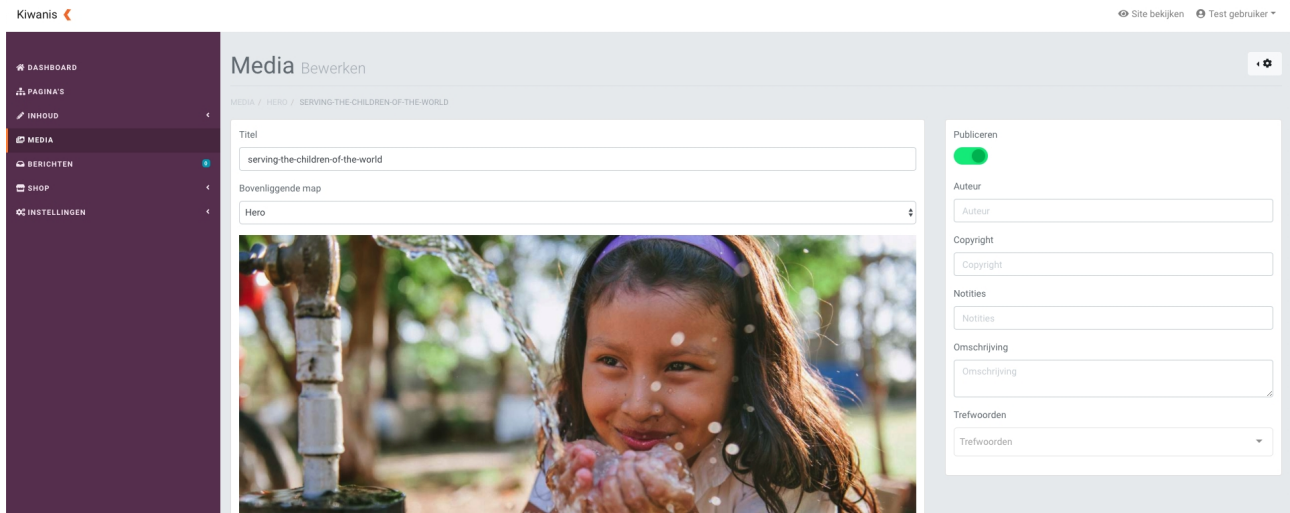 Kiwanis
Site bekijken
Test gebruiker
DASHBOARD
PAGINA'S
INHOUD
MEDIA
BERICHTEN 0
SHOP
INSTELLINGEN
Media Bewerken
MEDIA / HERO / SERVING-THE-CHILDREN-OF-THE-WORLD
Titel
serving-the-children-of-the-world
Bovenliggende map
Hero
Publiceren
Auteur
Auteur
Copyright
Copyright
Notities
Notities
Omschrijving
Omschrijving
Trefwoorden
Trefwoorden